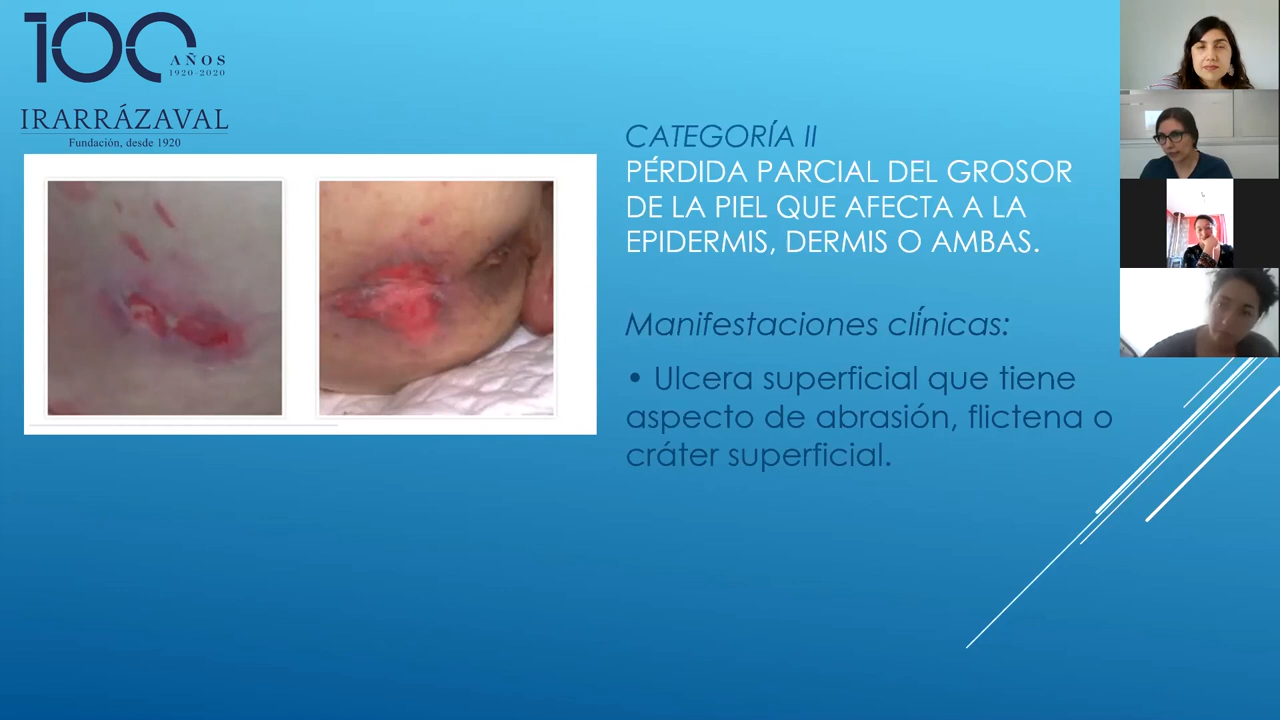 100
AÑOS
1920-2020
IRARRÁZAVAL
Fundación, desde 1920
CATEGORÍA II
PÉRDIDA PARCIAL DEL GROSOR
DE LA PIEL QUE AFECTA A LA
EPIDERMIS, DERMIS O AMBAS.
Manifestaciones clínicas:
• Ulcera superficial que tiene
aspecto de abrasión, flictena o
cráter superficial.